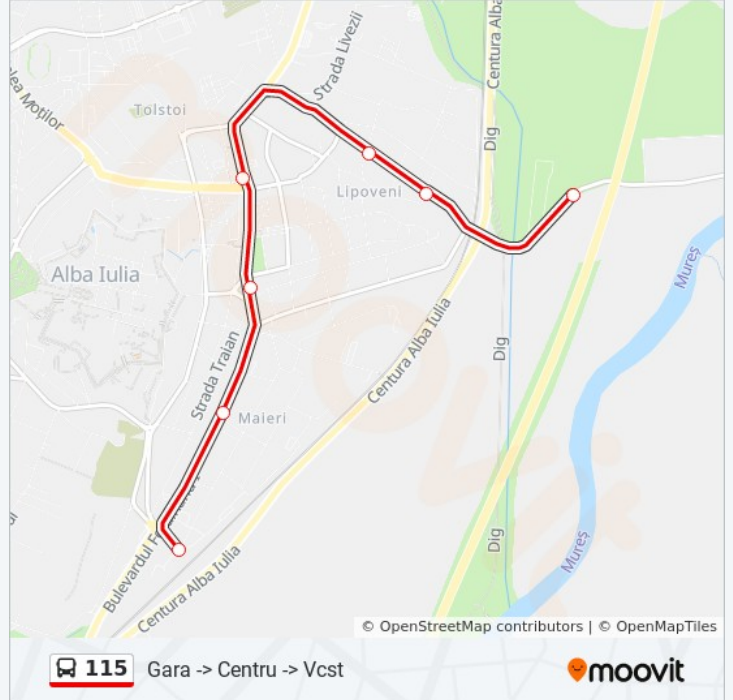 Strada Livezii
Centura Alba
Tolstoi
Moților
Dig
Lipoveni
Mureș
Alba Iulia
Strada Traian
Centura Alba Iulia
Dig
Maieri
Dig
Mureș
Bulevardul
Centura Alba Iulia
© OpenStreetMap contributors | © OpenMapTiles
115 Gara -> Centru -> Vcst
moovit